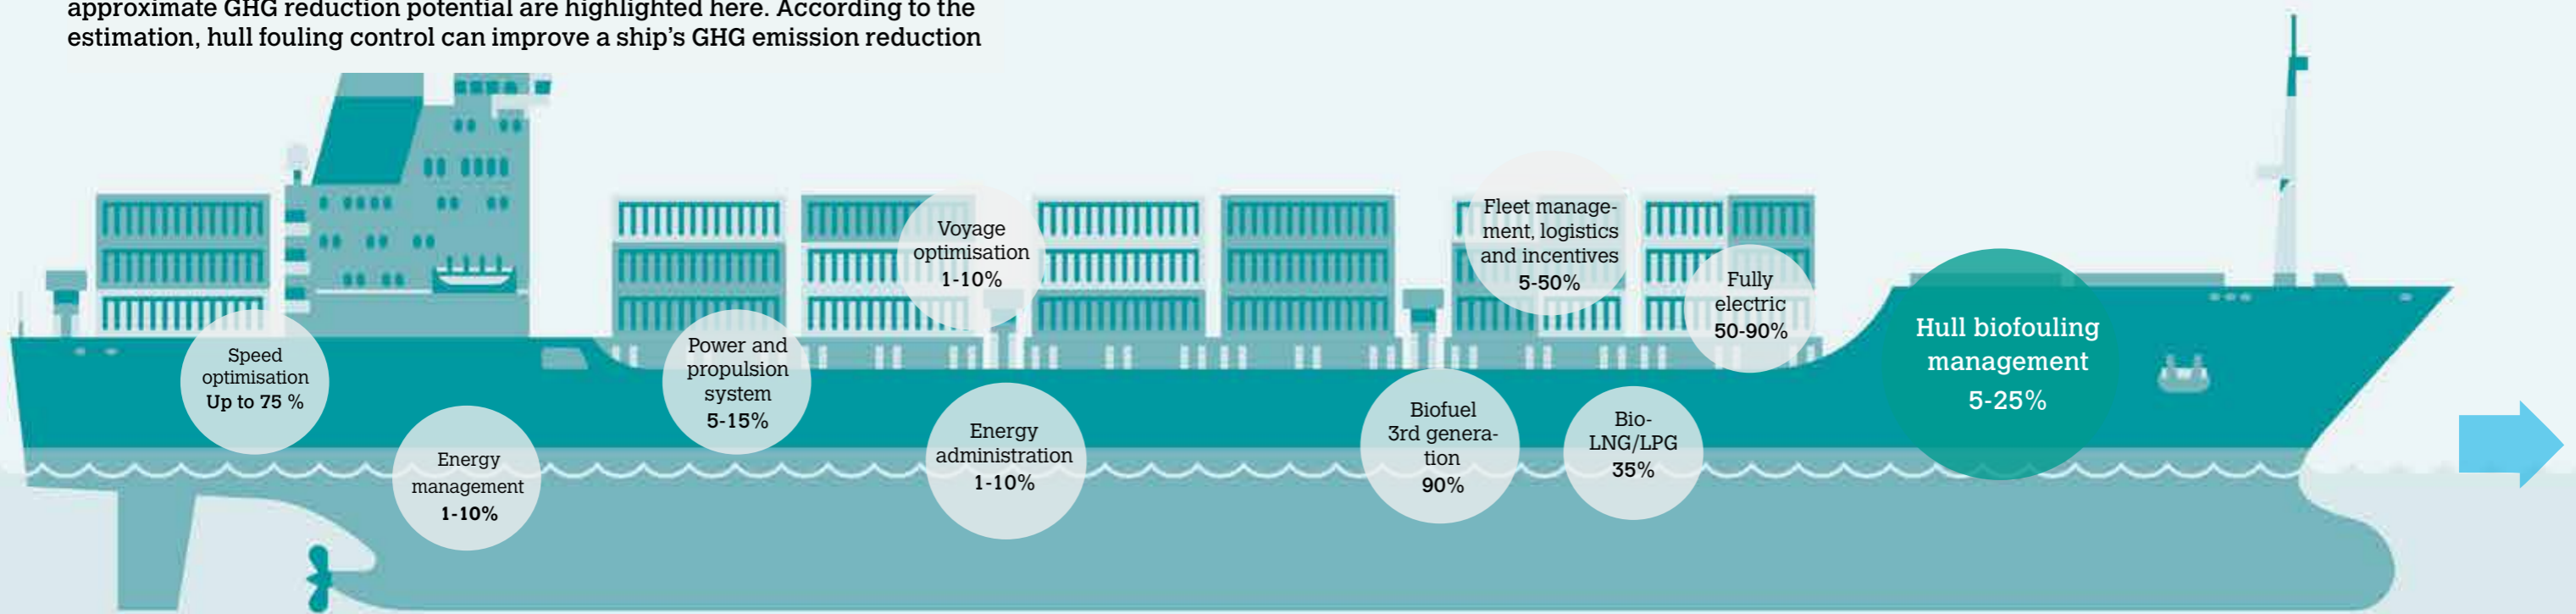 approximate GHG reduction potential are highlighted here. According to the
estimation, hull fouling control can improve a ship’s GHG emission reduction
Speed
optimisation
Up to 75 %
Energy
management
1-10%
Power and
propulsion
system
5-15%
Voyage
optimisation
1-10%
Energy
administration
1-10%
Biofuel
3rd genera-
tion
90%
Fleet manage-
ment, logistics
and incentives
5-50%
Bio-
LNG/LPG
35%
Fully
electric
50-90%
Hull biofouling
management
5-25%